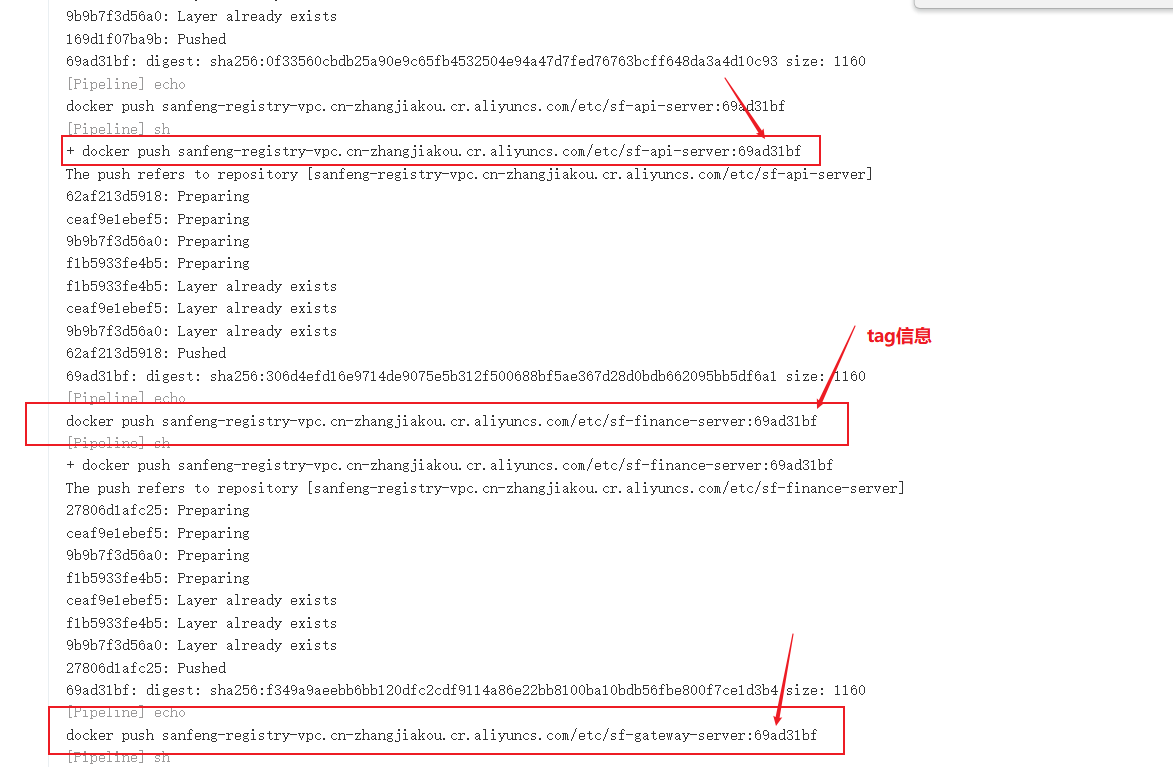 9b9b7f3d56a0: Layer already exists
169d1f07ba9b: Pushed
69ad31bf: digest: sha256:0f33560cbdb25a90e9c65fb4532504e94a47d7fed76763bcff648da3a4d10c93 size: 1160
[Pipeline] echo
docker push sanfeng-registry-vpc.cn-zhangjiakou.cr.aliyuncs.com/etc/sf-api-server:69ad31bf
[Pipeline] sh
+ docker push sanfeng-registry-vpc.cn-zhangjiakou.cr.aliyuncs.com/etc/sf-api-server:69ad31bf
The push refers to repository [sanfeng-registry-vpc.cn-zhangjiakou.cr.aliyuncs.com/etc/sf-api-server]
62af213d5918: Preparing
ceaf9e1ebef5: Preparing
9b9b7f3d56a0: Preparing
f1b5933fe4b5: Preparing
f1b5933fe4b5: Layer already exists
ceaf9e1ebef5: Layer already exists
9b9b7f3d56a0: Layer already exists
tag信息
62af213d5918: Pushed
69ad31bf: digest: sha256:306d4efd16e9714de9075e5b312f500688bf5ae367d28d0bdb662095bb5df6a1 size: 1160
[Pipeline] echo
docker push sanfeng-registry-vpc.cn-zhangjiakou.cr.aliyuncs.com/etc/sf-finance-server:69ad31bf
[Pipeline] sh
+ docker push sanfeng-registry-vpc.cn-zhangjiakou.cr.aliyuncs.com/etc/sf-finance-server:69ad31bf
The push refers to repository [sanfeng-registry-vpc.cn-zhangjiakou.cr.aliyuncs.com/etc/sf-finance-server]
27806d1afc25: Preparing
ceaf9e1ebef5: Preparing
9b9b7f3d56a0: Preparing
f1b5933fe4b5: Preparing
ceaf9e1ebef5: Layer already exists
f1b5933fe4b5: Layer already exists
9b9b7f3d56a0: Layer already exists
27806d1afc25: Pushed
69ad31bf: digest: sha256:f349a9aeebb6bb120dfc2cdf9114a86e22bb8100ba10bdb56fbe800f7ce1d3b4 size: 1160
[Pipeline] echo
docker push sanfeng-registry-vpc.cn-zhangjiakou.cr.aliyuncs.com/etc/sf-gateway-server:69ad31bf
[Pipeline] sh